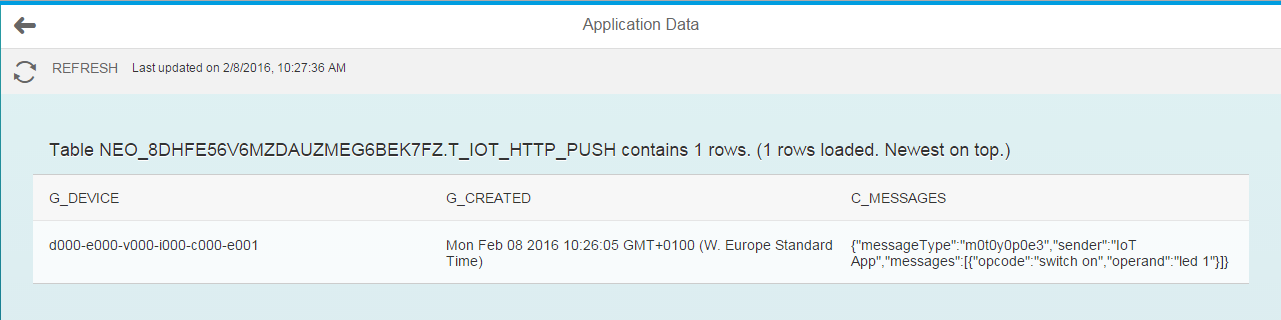 Application Data
REFRESH Last updated on 2/8/2016, 10:27:36 AM
Table NEO_8DHFE56V6MZDAUZMEG6BEK7FZ.T_IOT_HTTP_PUSH contains 1 rows. (1 rows loaded. Newest on top.)
G_DEVICE G_CREATED C_MESSAGES
d000-e000-v000-i000-c000-e001
Mon Feb 08 2016 10:26:05 GMT+0100 (W. Europe Standard
Time)
{"messageType":"m0t0y0p0e3","sender":"IoT
App","messages":[{"opcode":"switch on","operand":"led 1"}]}